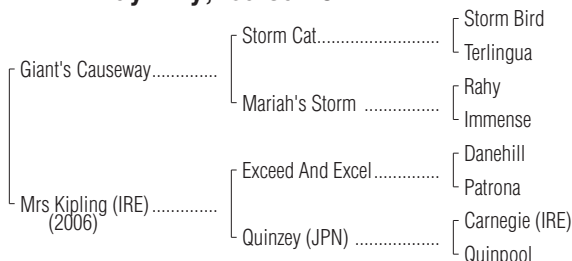 Storm Bird
Storm Cat........................
Terlingua
Giant's Causeway.............
Rahy
Mariah's Storm ...............
Immense
Danehill
Exceed And Excel.............
Patrona
Mrs Kipling (IRE).............
(2006)
Carnegie (IRE)
Quinzey (JPN) .................
Quinpool